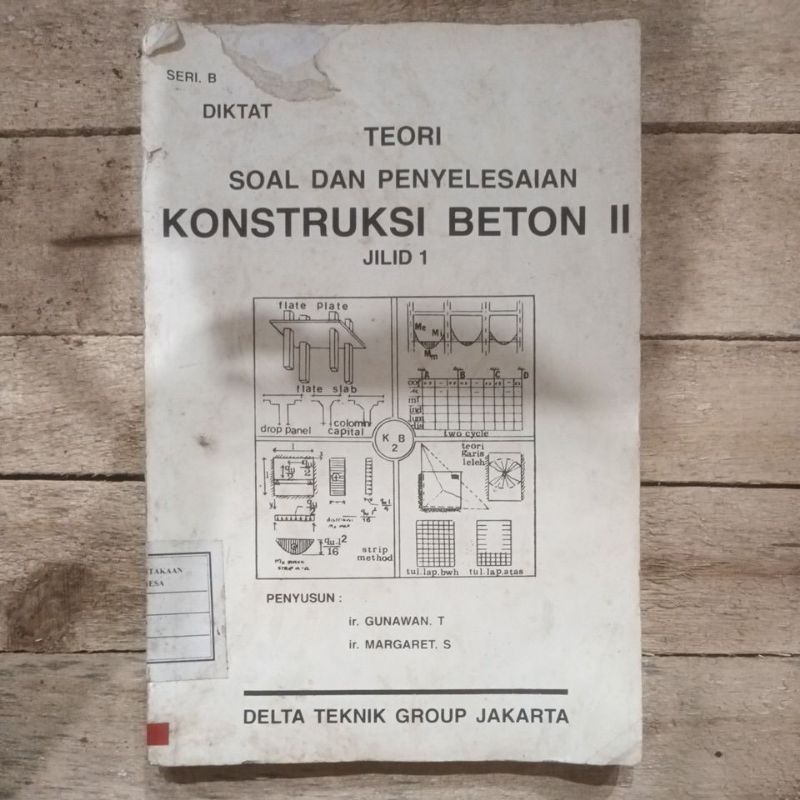 SERI. B
DIKTAT
TEORI
SOAL DAN PENYELESAIAN
KONSTRUKSI BETON II
JILID 1
flate Plate
flate slab
drop panel
colomn
capital
A B C D
two cycle
K B
2
teori
Garis
leleh
strip
method
tul.lap.bwh
tul.lap.atas
TAKAAN
ESA
PENYUSUN :
ir. GUNAWAN. T
ir. MARGARET. S
DELTA TEKNIK GROUP JAKARTA